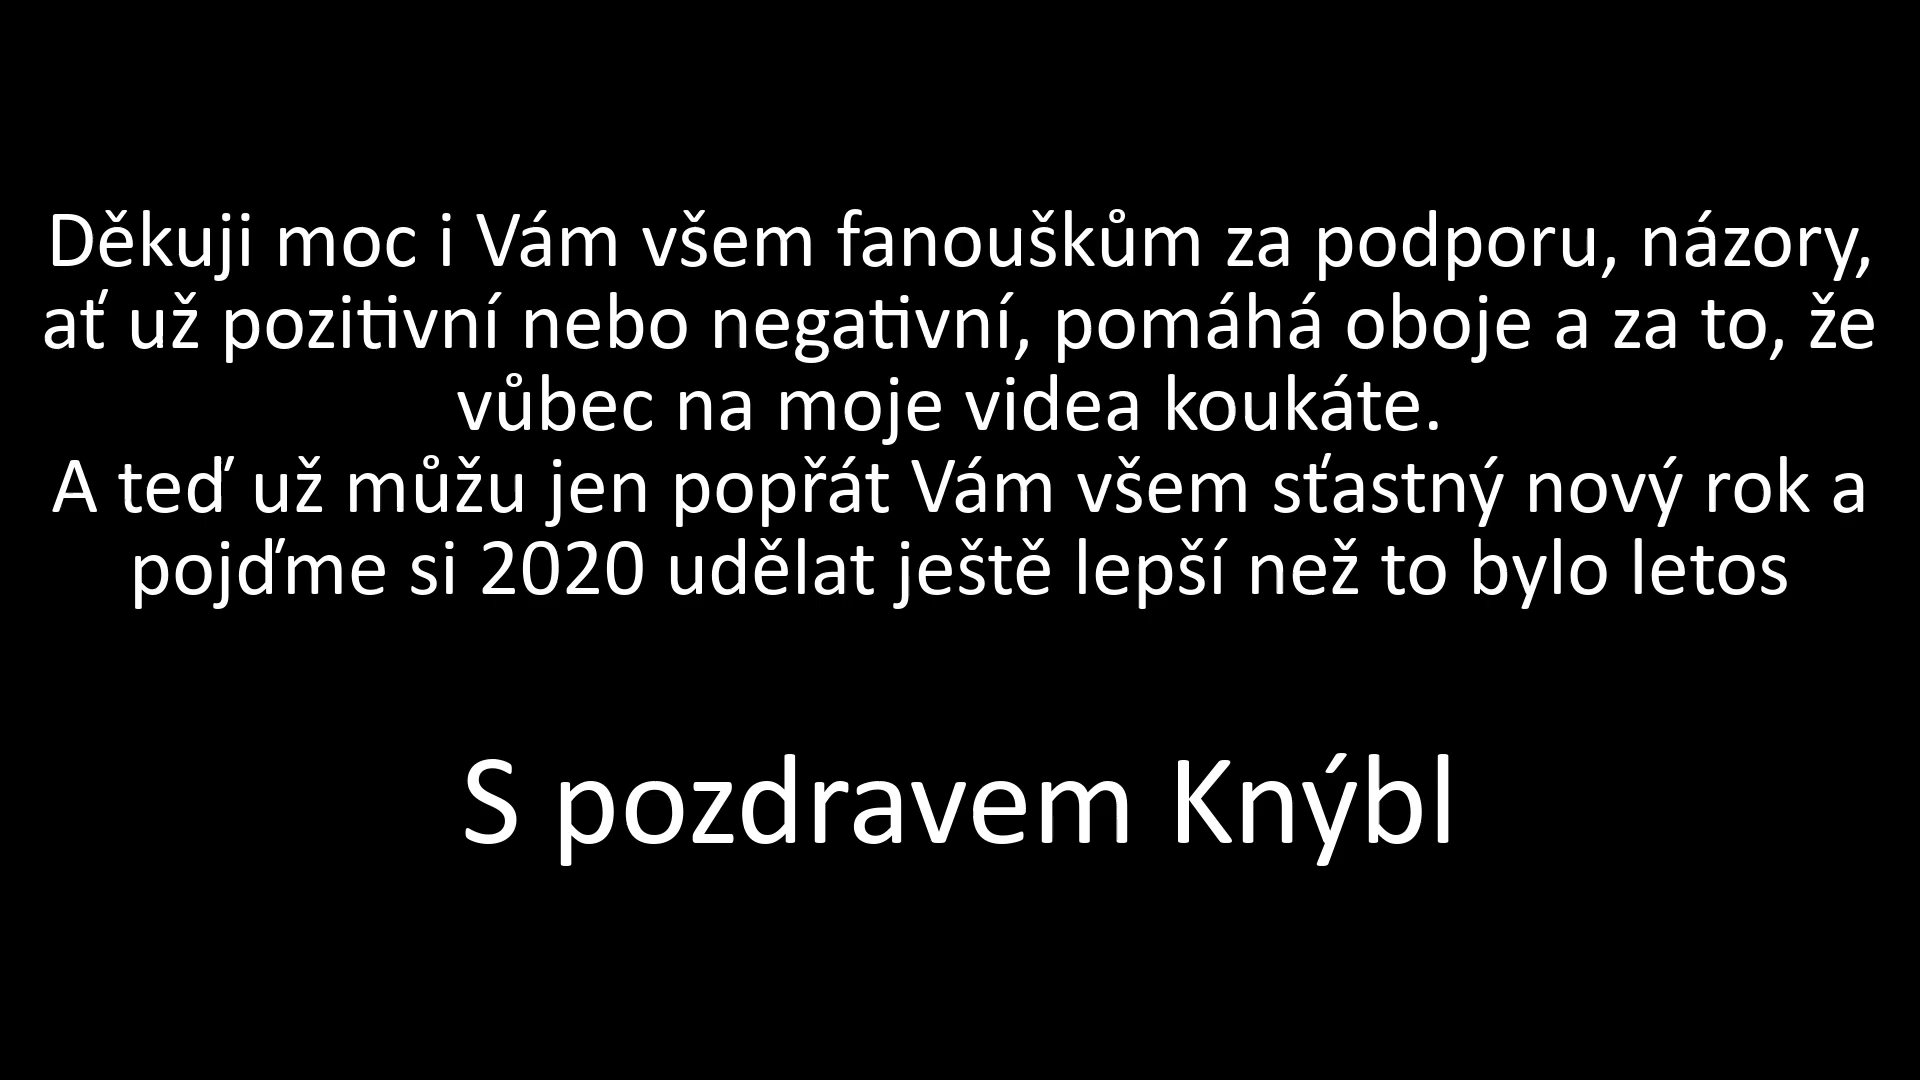 Děkuji moc i Vám všem fanouškům za podporu, názory,
ať už pozitivní nebo negativní, pomáhá oboje a za to, že
vůbec na moje videa koukáte.
A teď už můžu jen popřát Vám všem sťastný nový rok a
pojďme si 2020 udělat ještě lepší než to bylo letos
S pozdravem Knýbl